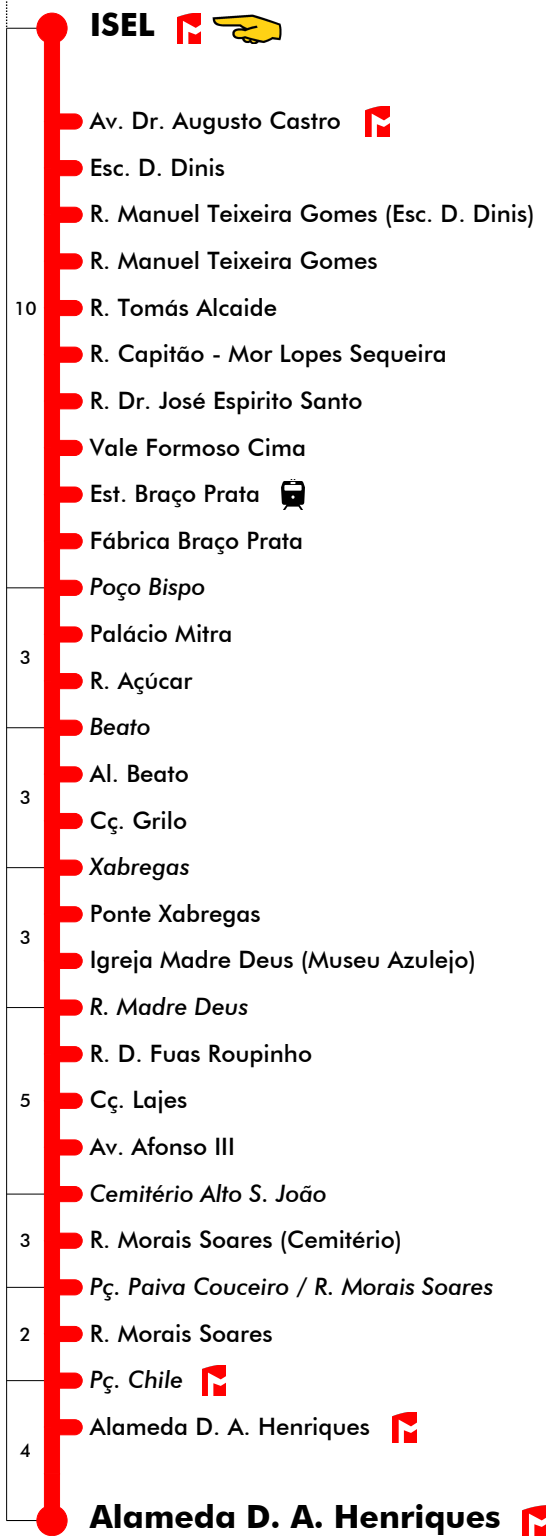 ISEL
Av. Dr. Augusto Castro
Esc. D. Dinis
R. Manuel Teixeira Gomes (Esc. D. Dinis)
R. Manuel Teixeira Gomes
10 R. Tomás Alcaide
R. Capitão - Mor Lopes Sequeira
R. Dr. José Espirito Santo
Vale Formoso Cima
Est. Braço Prata
Fábrica Braço Prata
Poço Bispo
Palácio Mitra
3
R. Açúcar
Beato
Al. Beato
3
Cç. Grilo
Xabregas
Ponte Xabregas
3
Igreja Madre Deus (Museu Azulejo)
R. Madre Deus
R. D. Fuas Roupinho
5 Cç. Lajes
Av. Afonso III
Cemitério Alto S. João
3 R. Morais Soares (Cemitério)
Pç. Paiva Couceiro / R. Morais Soares
2 R. Morais Soares
Pç. Chile
Alameda D. A. Henriques
4
Alameda D. A. Henriques